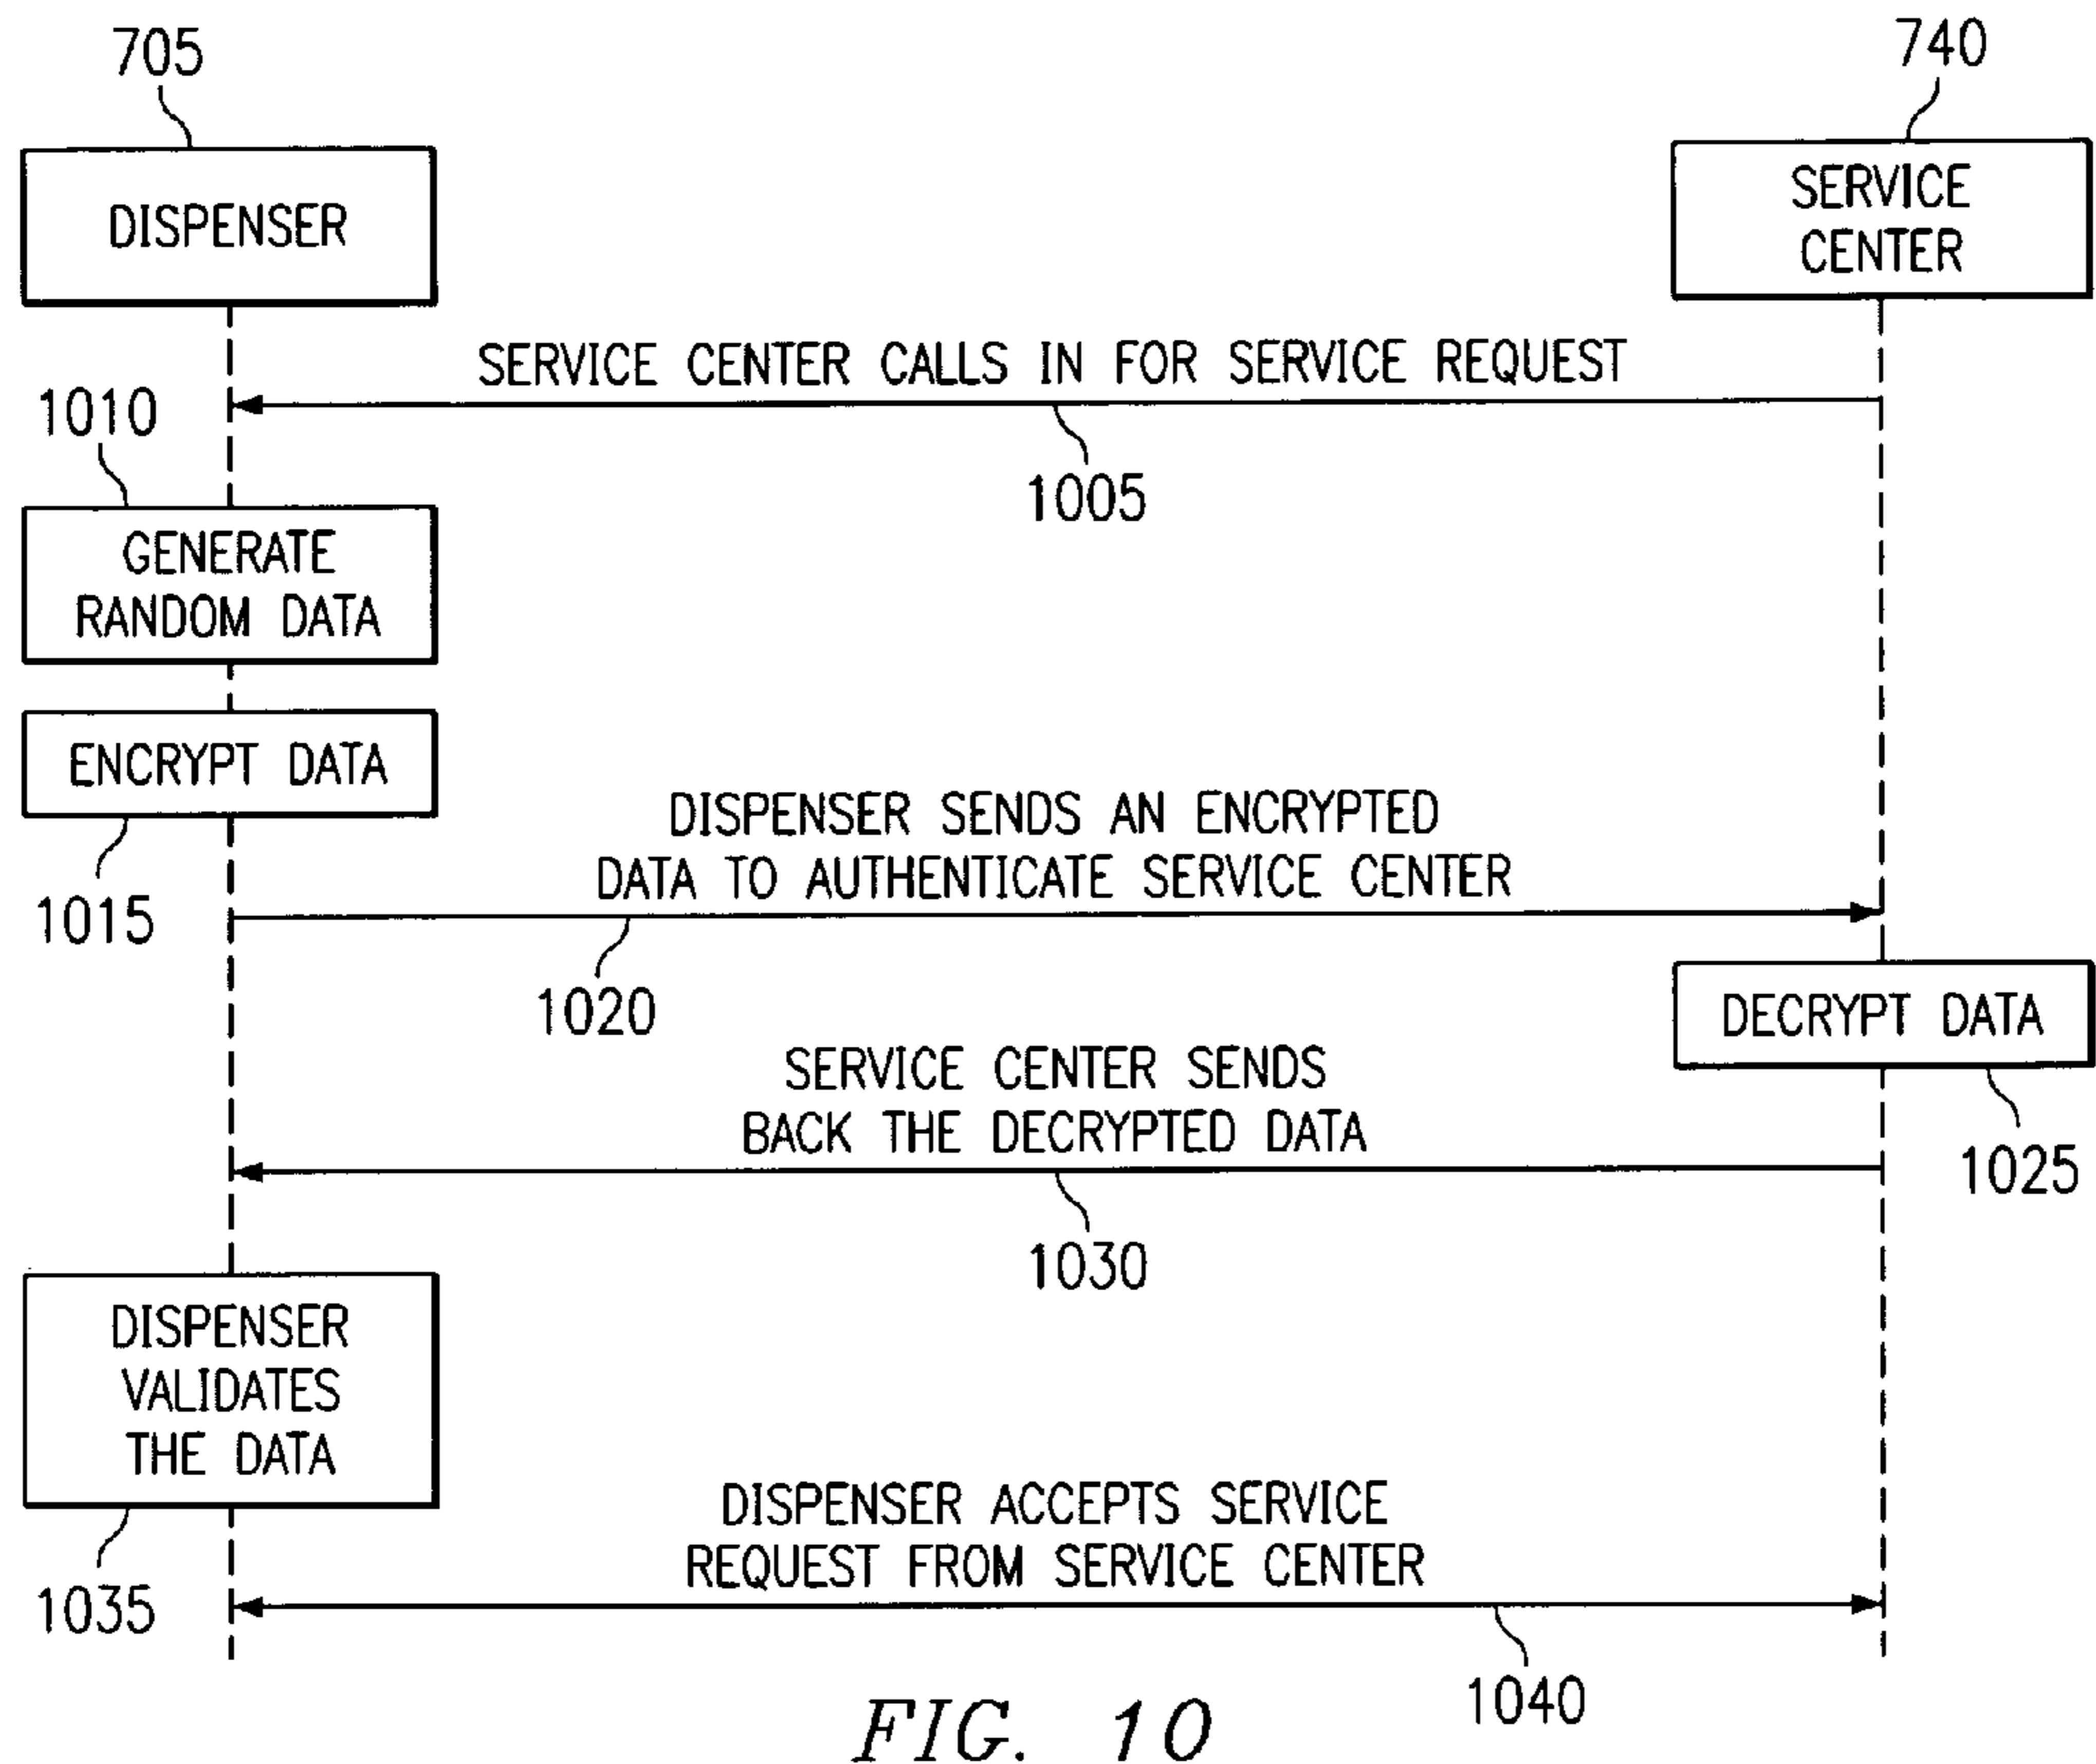 705
740
DISPENSER
SERVICE
CENTER
SERVICE CENTER CALLS IN FOR SERVICE REQUEST
1010
1005
GENERATE
RANDOM DATA
ENCRYPT DATA
DISPENSER SENDS AN ENCRYPTED
DATA TO AUTHENTICATE SERVICE CENTER
1015
1020
DECRYPT DATA
SERVICE CENTER SENDS
BACK THE DECRYPTED DATA
1025
1030
DISPENSER
VALIDATES
THE DATA
DISPENSER ACCEPTS SERVICE
REQUEST FROM SERVICE CENTER
1035
1040
FIG. 10